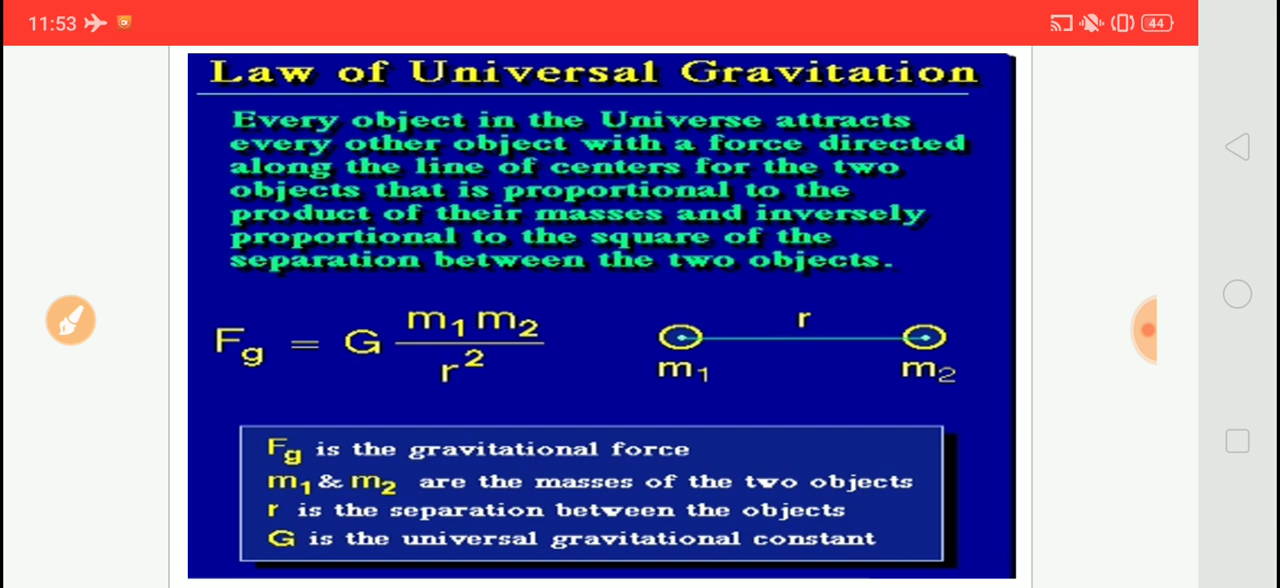 11:53
44
Law of Universal Gravitation
Every object in the Universe attracts
every other object with a force directed
along the line of centers for the two
objects that is proportional to the
product of their masses and inversely
proportional to the square of the
separation between the two objects.
F_g = G m₁m₂ / r²
r
m₁ m₂
F_g is the gravitational force
m₁ & m₂ are the masses of the two objects
r is the separation between the objects
G is the universal gravitational constant